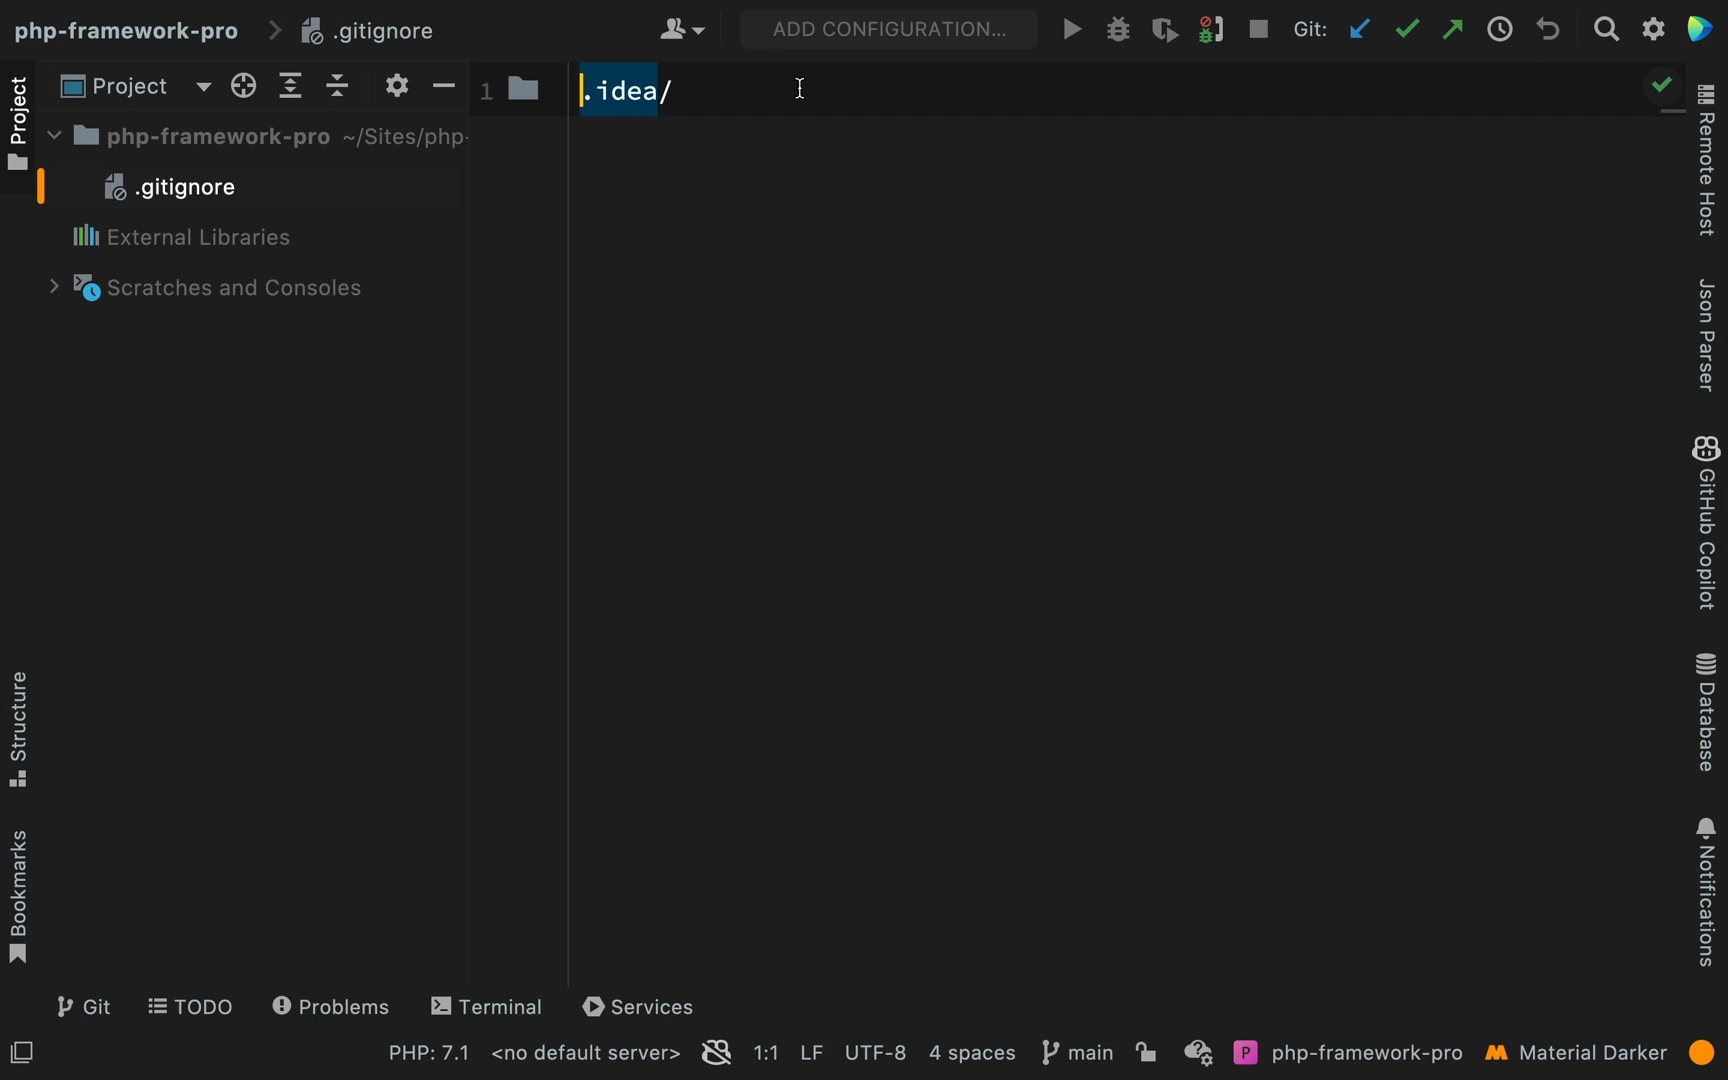 php-framework-pro
.gitignore
ADD CONFIGURATION...
Git:
Project
Project
1
.idea/
php-framework-pro ~/Sites/php-
.gitignore
External Libraries
Scratches and Consoles
Structure
Bookmarks
Remote Host
Json Parser
GitHub Copilot
Database
Notifications
Git
TODO
Problems
Terminal
Services
PHP: 7.1
<no default server>
1:1
LF
UTF-8
4 spaces
main
P
php-framework-pro
Material Darker